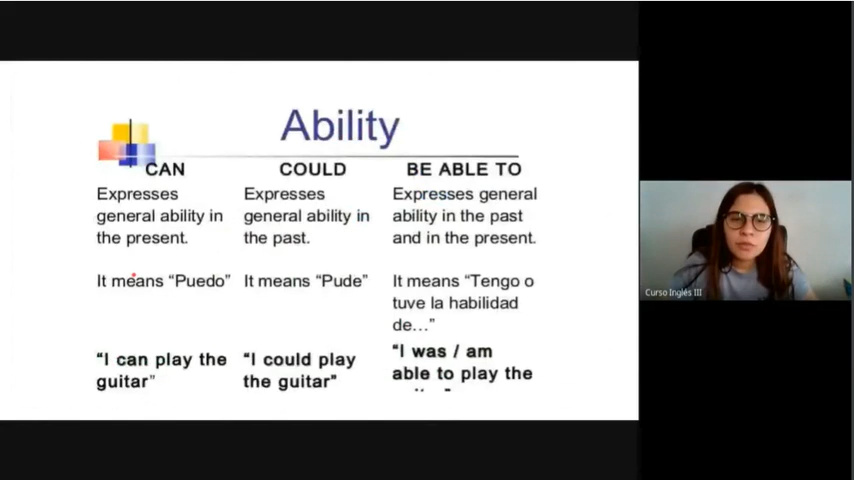 Ability
CAN
Expresses
general ability in
the present.
It means “Puedo”
“I can play the
guitar”
COULD
Expresses
general ability in
the past.
It means “Pude”
“I could play
the guitar”
BE ABLE TO
Expresses general
ability in the past
and in the present.
It means “Tengo o
tuve la habilidad
de...”
“I was / am
able to play the
Curso Inglés III